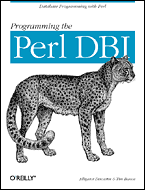 Database Programming with Perl
Programming the
Perl DBI
O'REILLY
Alligator Descartes & Tim Bunce